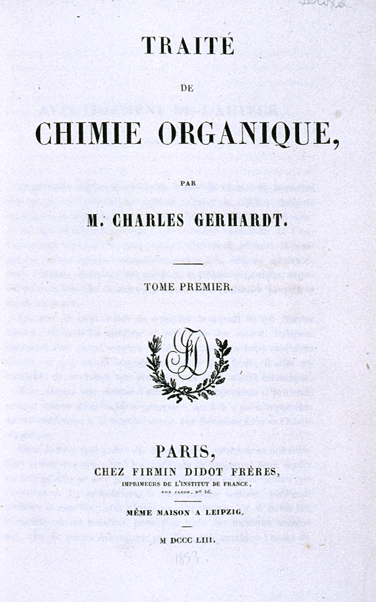 TRAITÉ
DE
CHIMIE ORGANIQUE,
PAR
M. CHARLES GERHARDT.
TOME PREMIER.
PARIS,
CHEZ FIRMIN DIDOT FRÈRES,
IMPRIMEURS DE L'INSTITUT DE FRANCE,
RUE JACOB, Nº 56.
MÊME MAISON A LEIPZIG,
M DCCC LIII.
1853